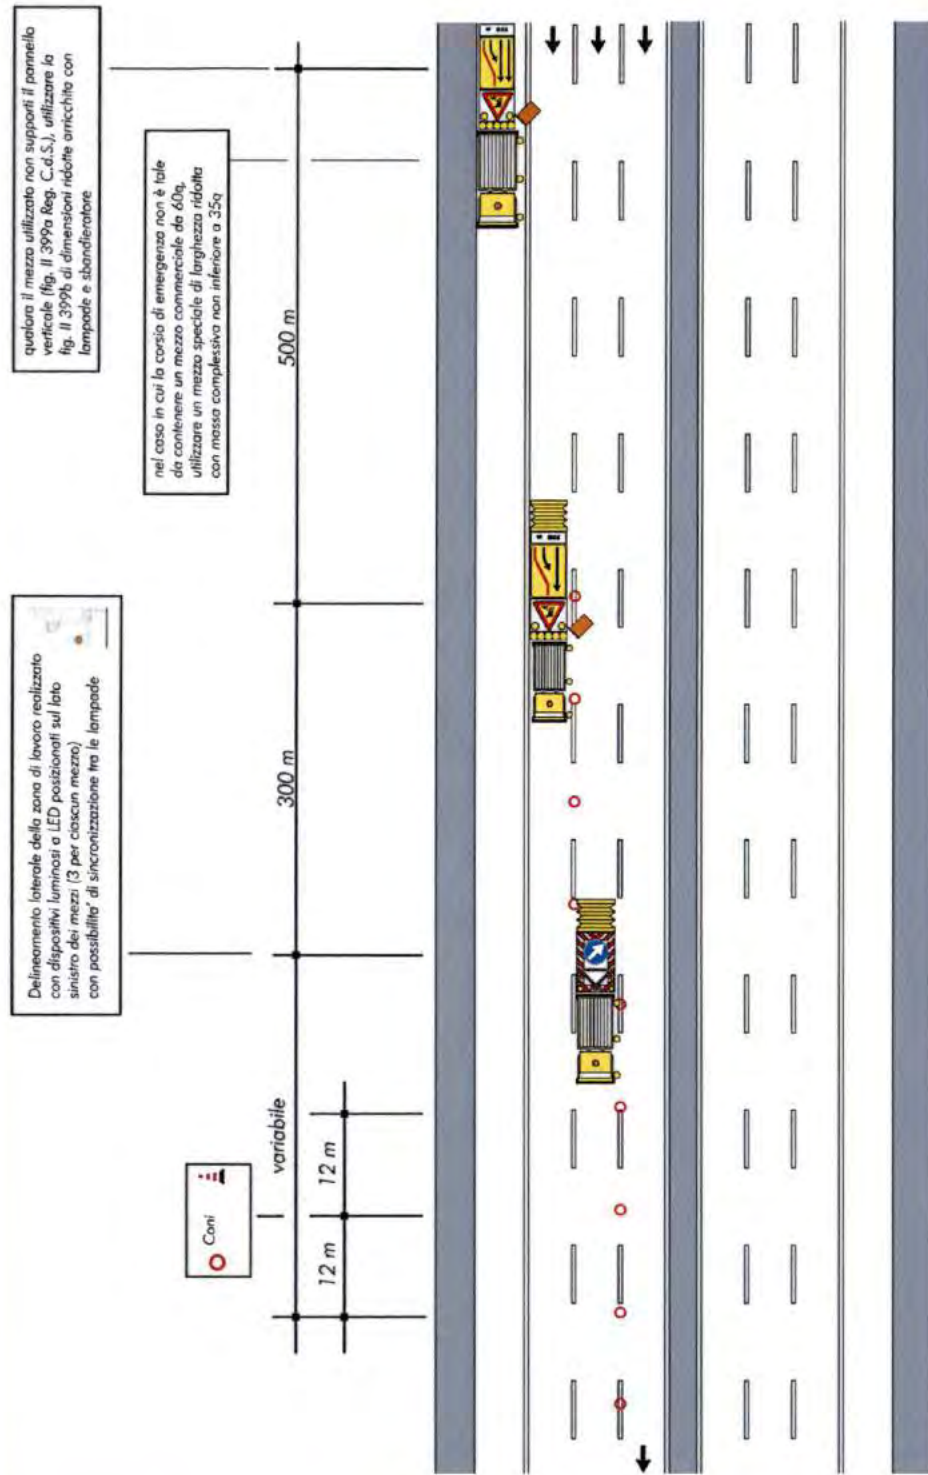 qualora il mezzo utilizzato non supporti il pannello
verticale (fig. II 399a Reg. C.d.S.), utilizzare la
fig. II 399b di dimensioni ridotte arricchita con
lampade e sbandieratore
nel caso in cui la corsia di emergenza non è tale
da contenere un mezzo commerciale da 60q,
utilizzare un mezzo speciale di larghezza ridotta
con massa complessiva non inferiore a 35q
500 m
Delineamento laterale della zona di lavoro realizzato
con dispositivi luminosi a LED posizionati sul lato
sinistro dei mezzi (3 per ciascun mezzo)
con possibilita' di sincronizzazione tra le lampade
300 m
variabile
Coni
12 m
12 m